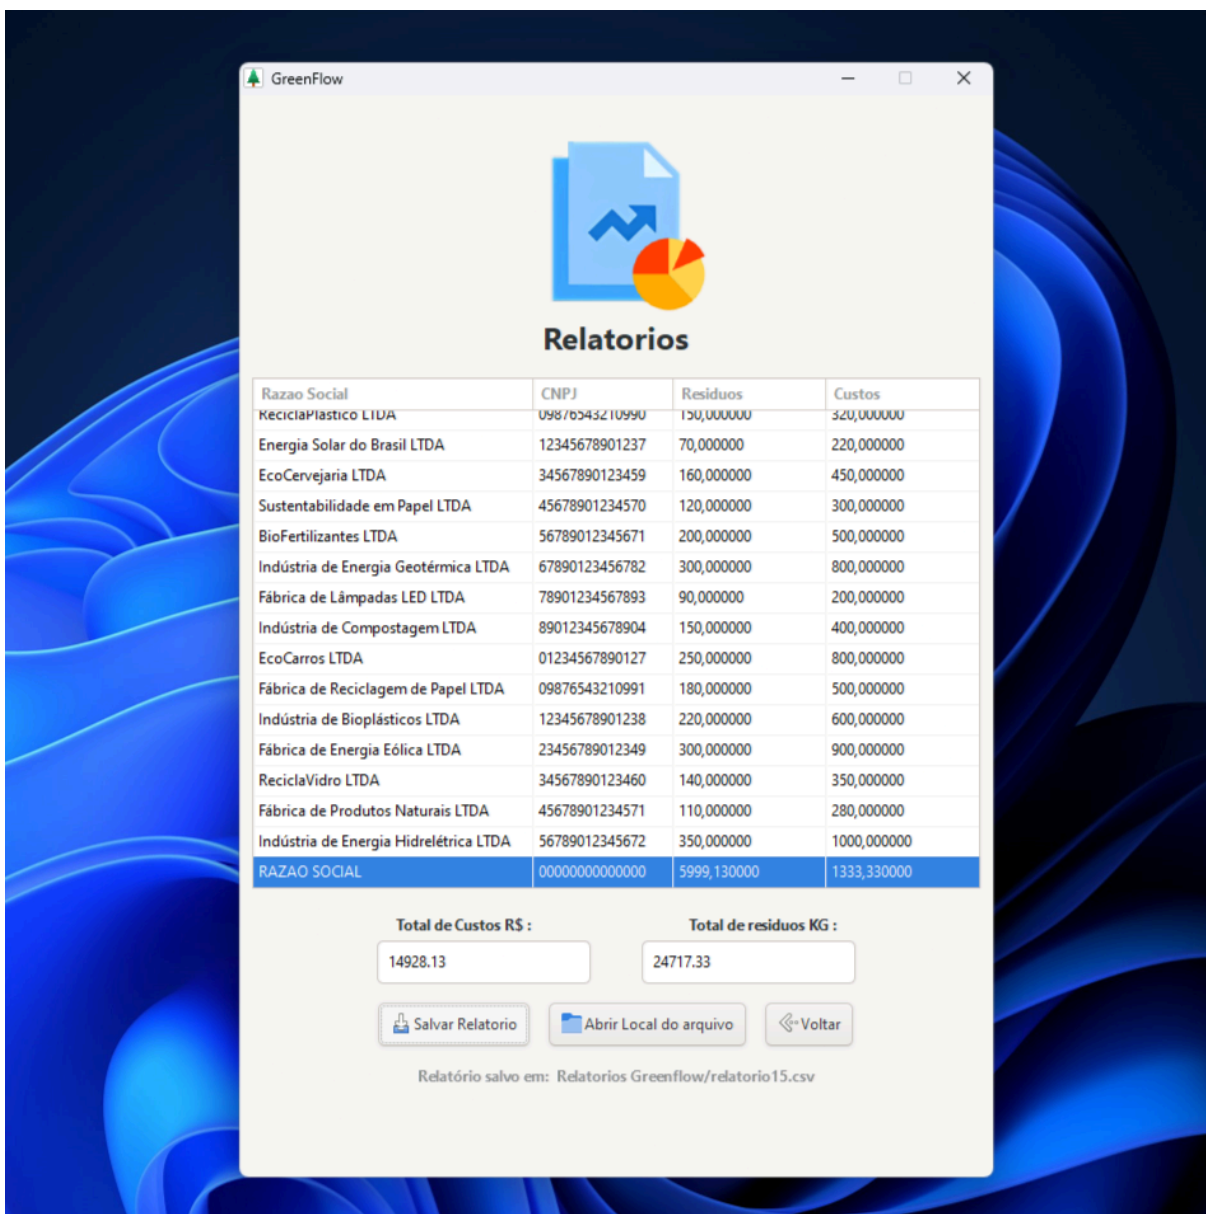 GreenFlow
Relatorios
Razao Social CNPJ Residuos Custos
ReciclaPlastico LTDA 09876543210990 150,000000 320,000000
Energia Solar do Brasil LTDA 12345678901237 70,000000 220,000000
EcoCervejaria LTDA 34567890123459 160,000000 450,000000
Sustentabilidade em Papel LTDA 45678901234570 120,000000 300,000000
BioFertilizantes LTDA 56789012345671 200,000000 500,000000
Indústria de Energia Geotérmica LTDA 67890123456782 300,000000 800,000000
Fábrica de Lâmpadas LED LTDA 78901234567893 90,000000 200,000000
Indústria de Compostagem LTDA 89012345678904 150,000000 400,000000
EcoCarros LTDA 01234567890127 250,000000 800,000000
Fábrica de Reciclagem de Papel LTDA 09876543210991 180,000000 500,000000
Indústria de Bioplásticos LTDA 12345678901238 220,000000 600,000000
Fábrica de Energia Eólica LTDA 23456789012349 300,000000 900,000000
ReciclaVidro LTDA 34567890123460 140,000000 350,000000
Fábrica de Produtos Naturais LTDA 45678901234571 110,000000 280,000000
Indústria de Energia Hidrelétrica LTDA 56789012345672 350,000000 1000,000000
RAZAO SOCIAL 00000000000000 5999,130000 1333,330000
Total de Custos R$ : Total de residuos KG :
14928.13 24717.33
Salvar Relatorio Abrir Local do arquivo Voltar
Relatório salvo em: Relatorios Greenflow/relatorio15.csv